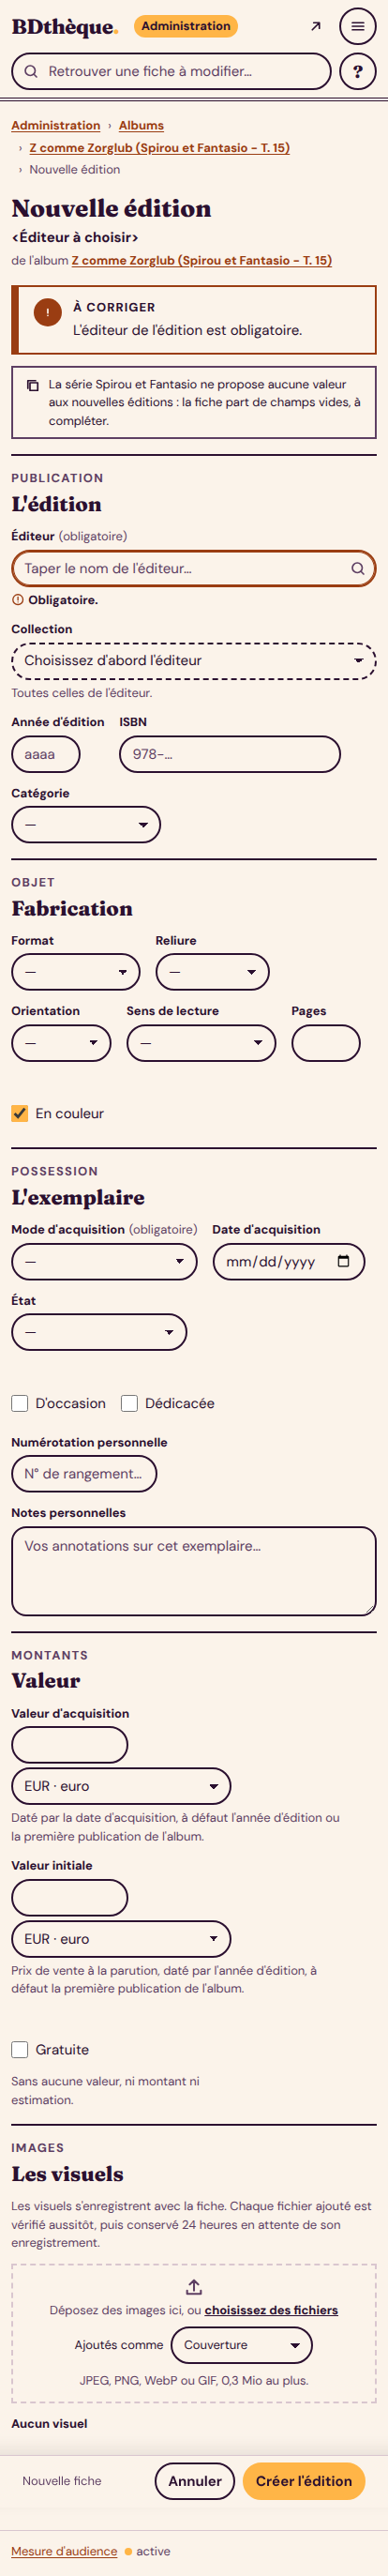 BDthèque.
Administration
Retrouver une fiche à modifier...
?
Administration › Albums
› Z comme Zorglub (Spirou et Fantasio - T. 15)
› Nouvelle édition
Nouvelle édition
<Éditeur à choisir>
de l'album Z comme Zorglub (Spirou et Fantasio - T. 15)
!
À CORRIGER
L'éditeur de l'édition est obligatoire.
La série Spirou et Fantasio ne propose aucune valeur
aux nouvelles éditions : la fiche part de champs vides, à
compléter.
PUBLICATION
L'édition
Éditeur (obligatoire)
Taper le nom de l'éditeur...
Obligatoire.
Collection
Choisissez d'abord l'éditeur
Toutes celles de l'éditeur.
Année d'édition ISBN
aaaa 978-...
Catégorie
—
OBJET
Fabrication
Format Reliure
— —
Orientation Sens de lecture Pages
— —
En couleur
POSSESSION
L'exemplaire
Mode d'acquisition (obligatoire) Date d'acquisition
— mm/dd/yyyy
État
—
D'occasion Dédicacée
Numérotation personnelle
N° de rangement...
Notes personnelles
Vos annotations sur cet exemplaire...
MONTANTS
Valeur
Valeur d'acquisition
EUR · euro
Daté par la date d'acquisition, à défaut l'année d'édition ou
la première publication de l'album.
Valeur initiale
EUR · euro
Prix de vente à la parution, daté par l'année d'édition, à
défaut la première publication de l'album.
Gratuite
Sans aucune valeur, ni montant ni
estimation.
IMAGES
Les visuels
Les visuels s'enregistrent avec la fiche. Chaque fichier ajouté est
vérifié aussitôt, puis conservé 24 heures en attente de son
enregistrement.
Déposez des images ici, ou choisissez des fichiers
Ajoutés comme Couverture
JPEG, PNG, WebP ou GIF, 0,3 Mio au plus.
Aucun visuel
Nouvelle fiche Annuler Créer l'édition
Mesure d'audience active